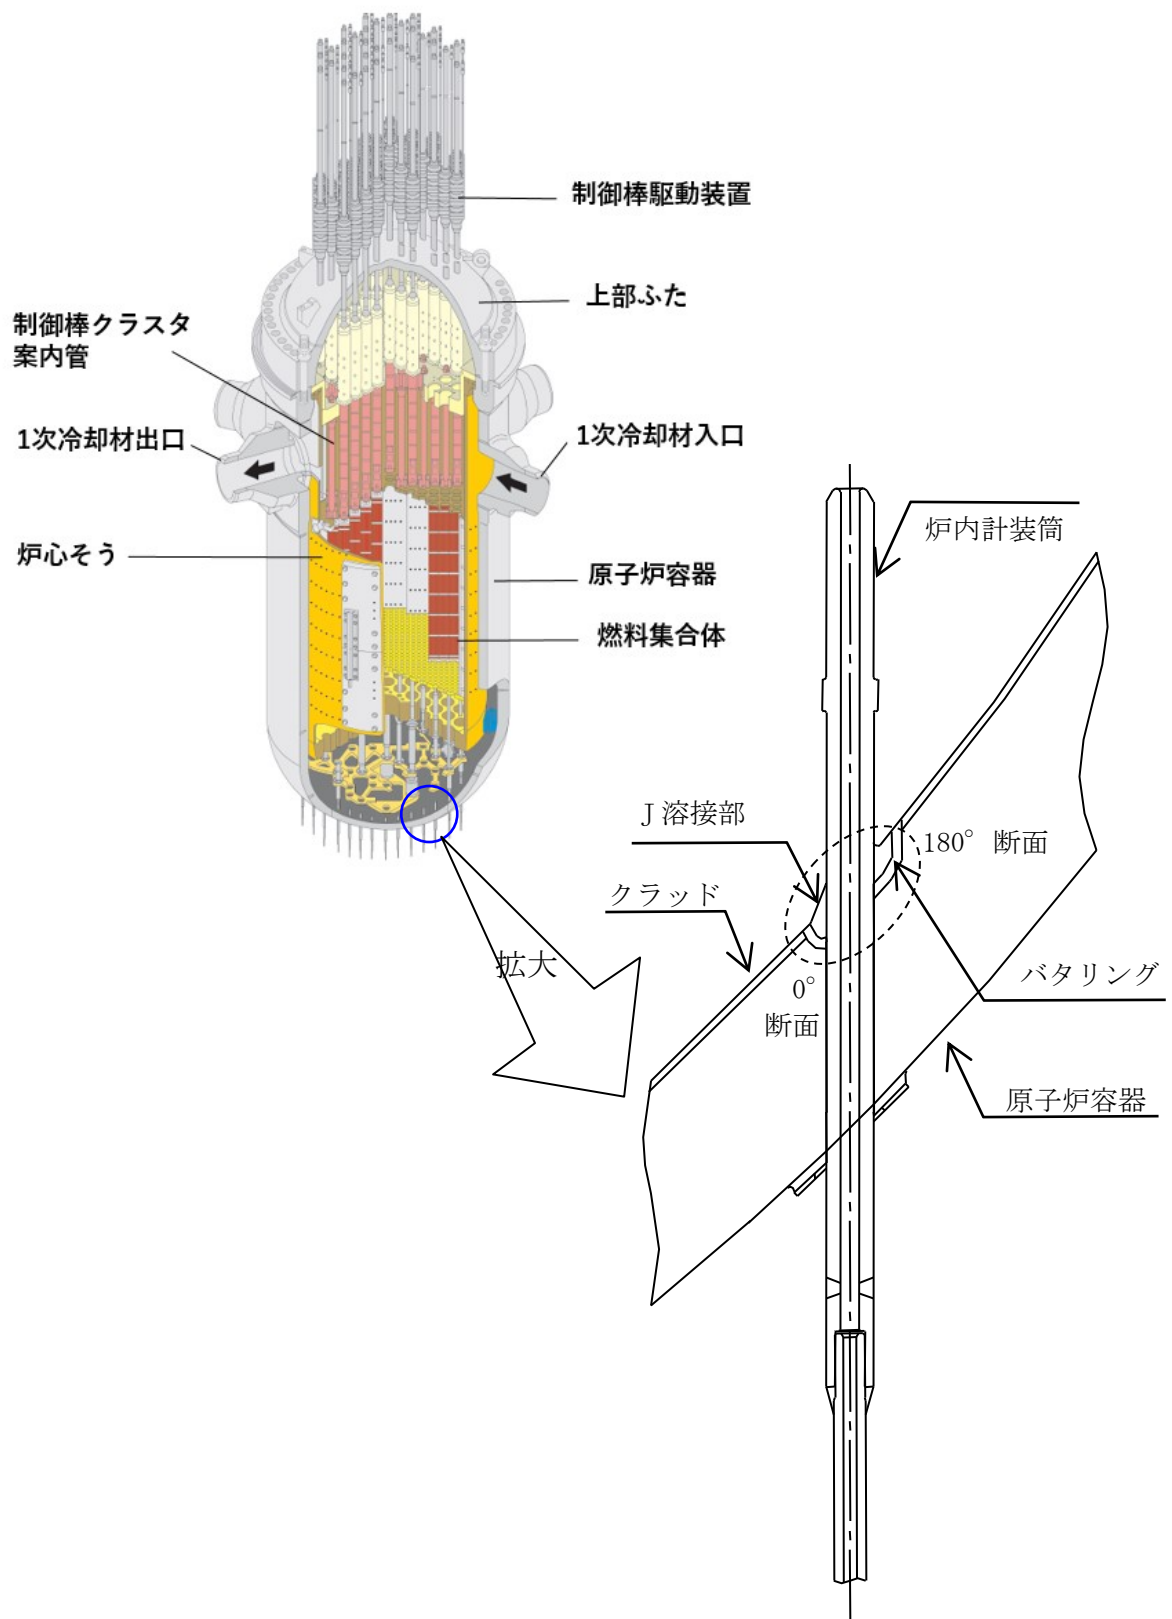 制御棒駆動装置
上部ふた
制御棒クラスタ
案内管
1次冷却材出口
1次冷却材入口
炉心そう
原子炉容器
燃料集合体
炉内計装筒
J 溶接部
180° 断面
クラッド
拡大
0°
断面
バタリング
原子炉容器